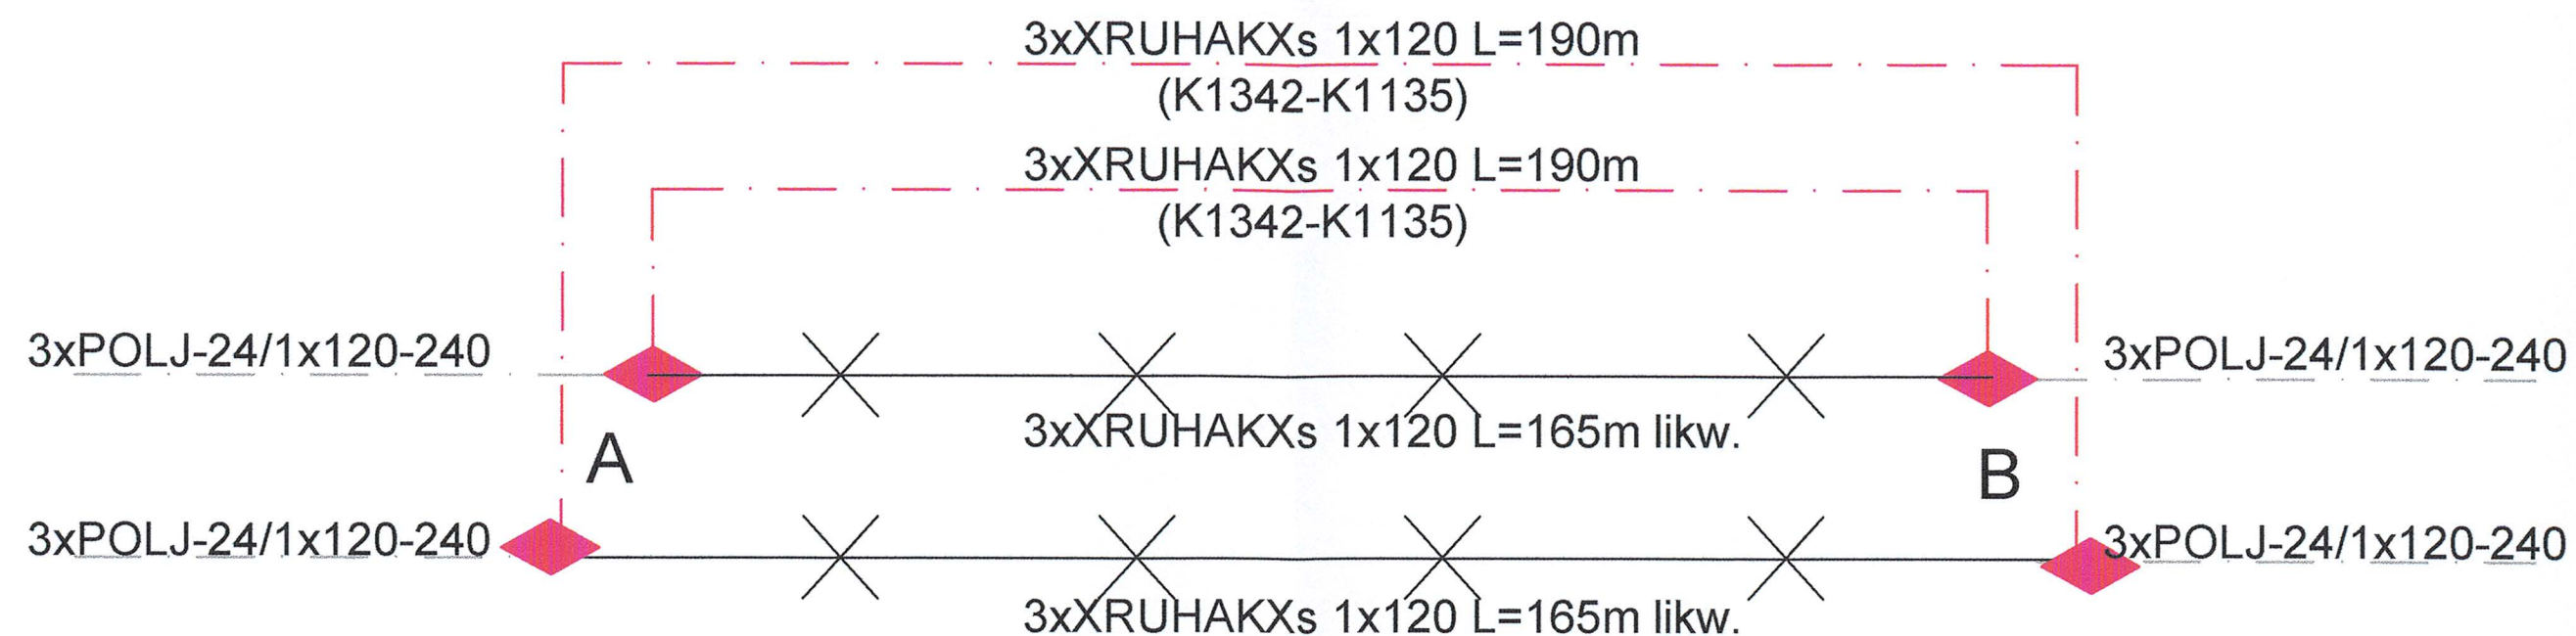 3xXRUHAKXs 1x120 L=190m
(K1342-K1135)
3xXRUHAKXs 1x120 L=190m
(K1342-K1135)
3xPOLJ-24/1x120-240
3xPOLJ-24/1x120-240
3xXRUHAKXs 1x120 L=165m likw.
A
B
3xPOLJ-24/1x120-240
3xPOLJ-24/1x120-240
3xXRUHAKXs 1x120 L=165m likw.